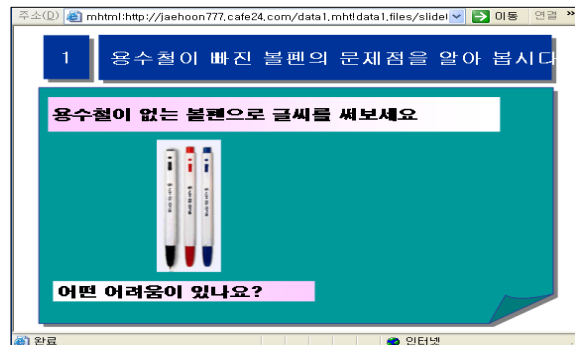 주소(D) mhtml:http://jaehoon777.cafe24.com/data1.mht!data1.files/slide 이동 연결 »
1 용수철이 빠진 볼펜의 문제점을 알아 봅시다
용수철이 없는 볼펜으로 글씨를 써보세요
어떤 어려움이 있나요?
완료 인터넷